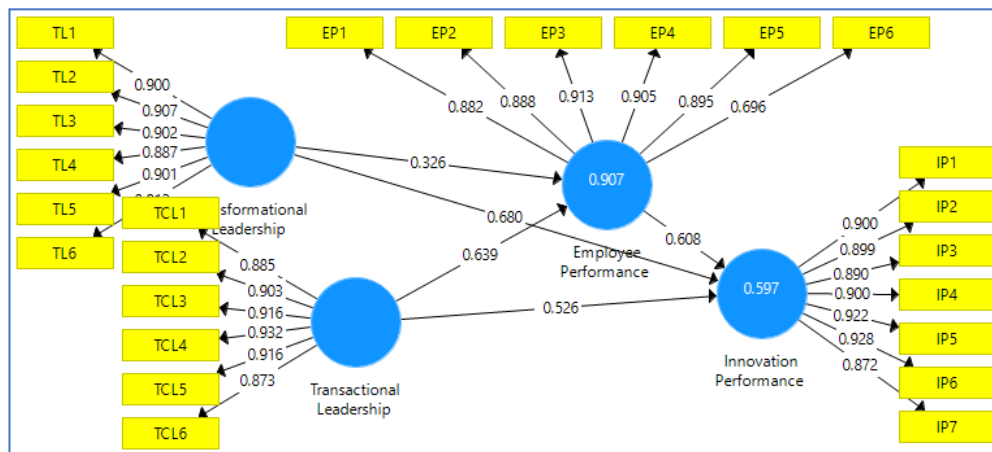 TL1
TL2
TL3
TL4
TL5
TL6
0.900
0.907
0.902
0.887
0.901
sformational
Leadership
TCL1
TCL2
TCL3
TCL4
TCL5
TCL6
0.885
0.903
0.916
0.932
0.916
0.873
Transactional
Leadership
EP1
EP2
EP3
EP4
EP5
EP6
0.882
0.888
0.913
0.905
0.895
0.696
0.326
0.680
0.639
0.526
0.608
0.907
Employee
Performance
0.597
Innovation
Performance
IP1
IP2
IP3
IP4
IP5
IP6
IP7
0.900
0.899
0.890
0.900
0.922
0.928
0.872